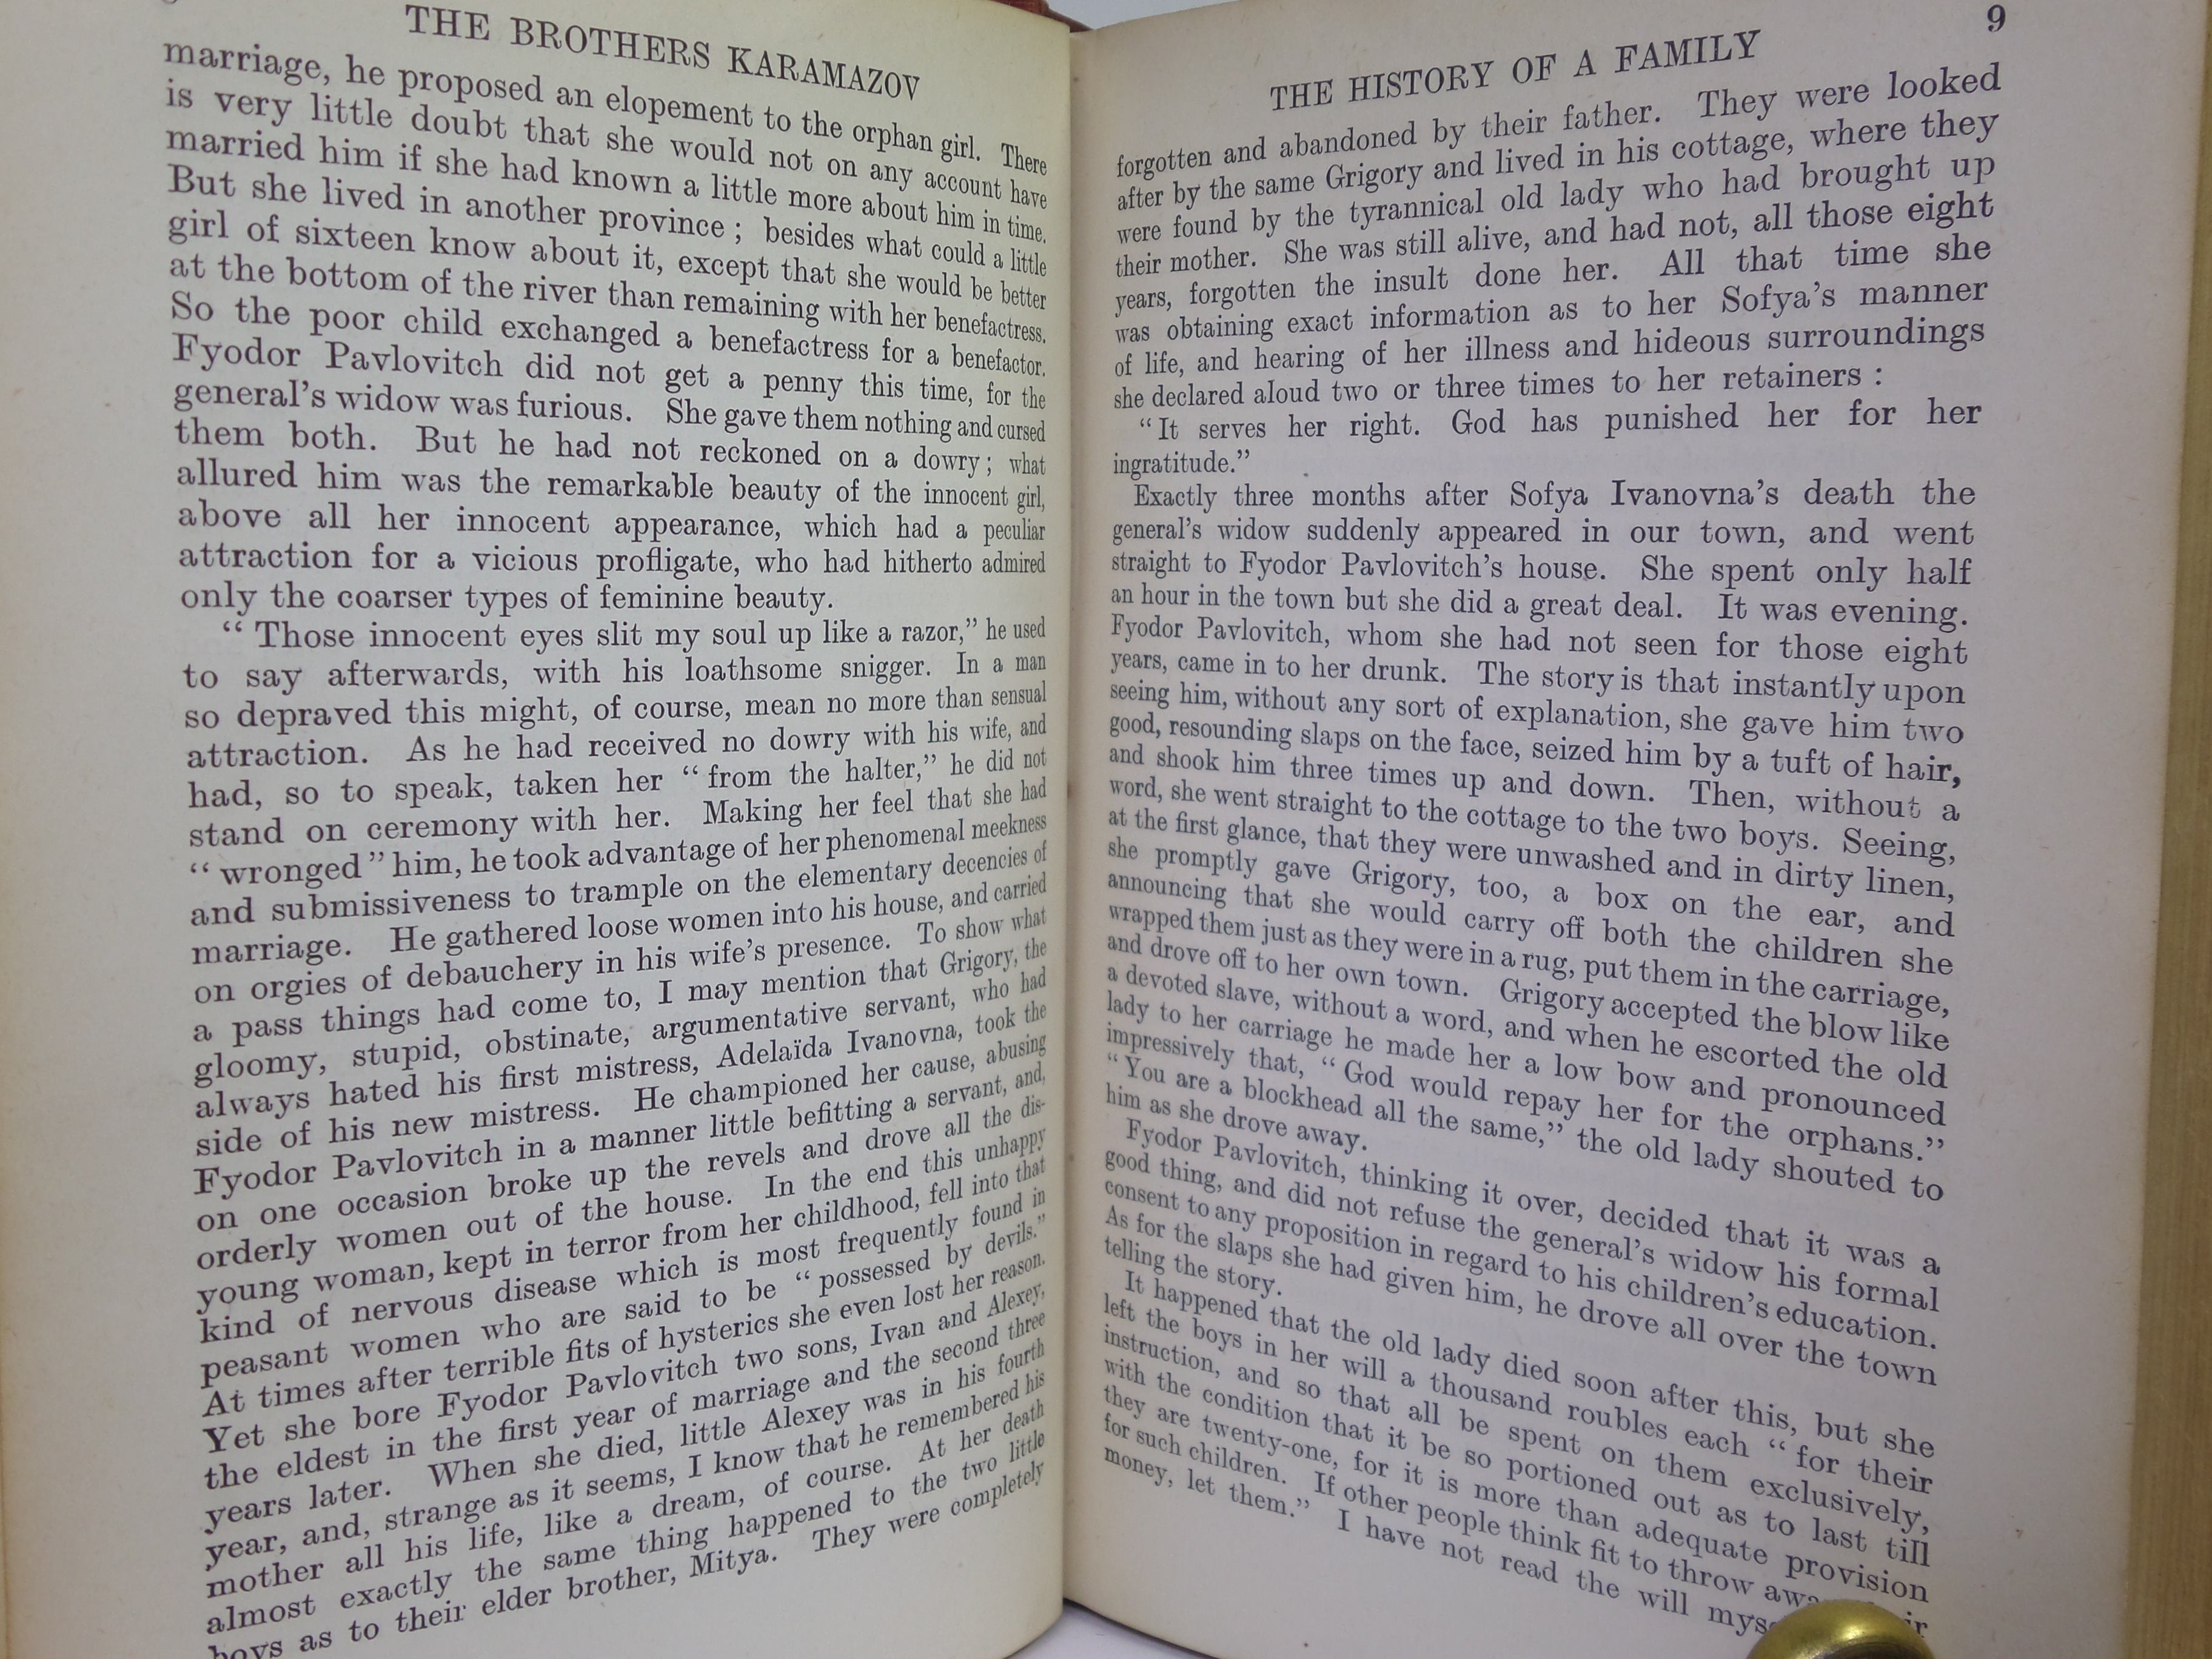 THE BROTHERS KARAMAZOV
marriage, he proposed an elopement to the orphan girl. There
is very little doubt that she would not on any account have
married him if she had known a little more about him in time.
But she lived in another province ; besides what could a little
girl of sixteen know about it, except that she would be better
at the bottom of the river than remaining with her benefactress.
So the poor child exchanged a benefactress for a benefactor.
Fyodor Pavlovitch did not get a penny this time, for the
general's widow was furious. She gave them nothing and cursed
them both. But he had not reckoned on a dowry ; what
allured him was the remarkable beauty of the innocent girl,
above all her innocent appearance, which had a peculiar
attraction for a vicious profligate, who had hitherto admired
only the coarser types of feminine beauty.
“ Those innocent eyes slit my soul up like a razor,” he used
to say afterwards, with his loathsome snigger. In a man
so depraved this might, of course, mean no more than sensual
attraction. As he had received no dowry with his wife, and
had, so to speak, taken her “ from the halter,” he did not
stand on ceremony with her. Making her feel that she had
“ wronged ” him, he took advantage of her phenomenal meekness
and submissiveness to trample on the elementary decencies of
marriage. He gathered loose women into his house, and carried
on orgies of debauchery in his wife's presence. To show what
a pass things had come to, I may mention that Grigory, the
gloomy, stupid, obstinate, argumentative servant, who had
always hated his first mistress, Adelaïda Ivanovna, took the
side of his new mistress. He championed her cause, abusing
Fyodor Pavlovitch in a manner little befitting a servant, and,
on one occasion broke up the revels and drove all the dis-
orderly women out of the house. In the end this unhappy
young woman, kept in terror from her childhood, fell into that
kind of nervous disease which is most frequently found in
peasant women who are said to be “ possessed by devils.”
At times after terrible fits of hysterics she even lost her reason.
Yet she bore Fyodor Pavlovitch two sons, Ivan and Alexey,
the eldest in the first year of marriage and the second three
years later. When she died, little Alexey was in his fourth
year, and, strange as it seems, I know that he remembered his
mother all his life, like a dream, of course. At her death
almost exactly the same thing happened to the two little
boys as to their elder brother, Mitya. They were completely
THE HISTORY OF A FAMILY 9
forgotten and abandoned by their father. They were looked
after by the same Grigory and lived in his cottage, where they
were found by the tyrannical old lady who had brought up
their mother. She was still alive, and had not, all those eight
years, forgotten the insult done her. All that time she
was obtaining exact information as to her Sofya's manner
of life, and hearing of her illness and hideous surroundings
she declared aloud two or three times to her retainers :
“ It serves her right. God has punished her for her
ingratitude.”
Exactly three months after Sofya Ivanovna's death the
general's widow suddenly appeared in our town, and went
straight to Fyodor Pavlovitch's house. She spent only half
an hour in the town but she did a great deal. It was evening.
Fyodor Pavlovitch, whom she had not seen for those eight
years, came in to her drunk. The story is that instantly upon
seeing him, without any sort of explanation, she gave him two
good, resounding slaps on the face, seized him by a tuft of hair,
and shook him three times up and down. Then, without a
word, she went straight to the cottage to the two boys. Seeing,
at the first glance, that they were unwashed and in dirty linen,
she promptly gave Grigory, too, a box on the ear, and
announcing that she would carry off both the children she
wrapped them just as they were in a rug, put them in the carriage,
and drove off to her own town. Grigory accepted the blow like
a devoted slave, without a word, and when he escorted the old
lady to her carriage he made her a low bow and pronounced
impressively that, “ God would repay her for the orphans.”
“ You are a blockhead all the same,” the old lady shouted to
him as she drove away.
Fyodor Pavlovitch, thinking it over, decided that it was a
good thing, and did not refuse the general's widow his formal
consent to any proposition in regard to his children's education.
As for the slaps she had given him, he drove all over the town
telling the story.
It happened that the old lady died soon after this, but she
left the boys in her will a thousand roubles each “ for their
instruction, and so that all be spent on them exclusively,
with the condition that it be so portioned out as to last till
they are twenty-one, for it is more than adequate provision
for such children. If other people think fit to throw away
money, let them.” I have not read the will